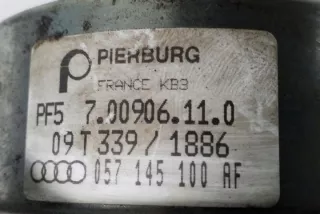 PIERBURG
FRANCE KB3
PF5 7.00906.11.0
09T339/1886
057 145 100 AF